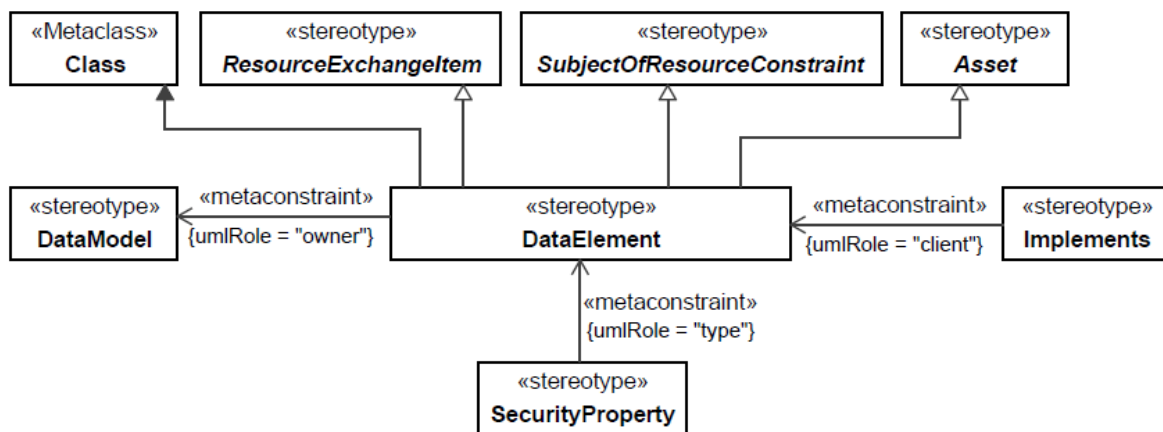 «Metaclass»
Class
«stereotype»
ResourceExchangeItem
«stereotype»
SubjectOfResourceConstraint
«stereotype»
Asset
«stereotype»
DataModel
«metaconstraint»
{umlRole = "owner"}
«stereotype»
DataElement
«metaconstraint»
{umlRole = "client"}
«stereotype»
Implements
«metaconstraint»
{umlRole = "type"}
«stereotype»
SecurityProperty